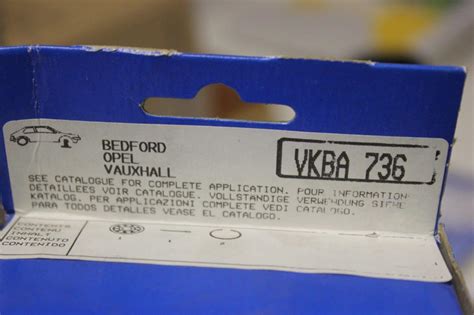 BEDFORD
OPEL
VAUXHALL
VKBA 736
SEE CATALOGUE FOR COMPLETE APPLICATION. POUR INFORMATION
DETAILLEES VOIR CATALOGUE. VOLLSTANDIGE VERWENDUNG SIEHE
KATALOG. PER APPLICAZIONI COMPLETE VEDI CATALOGO.
PARA TODOS DETALLES VEASE EL CATALOGO.
CONTENTS
CONTENU
INHALT
CONTENUTO
CONTENIDO